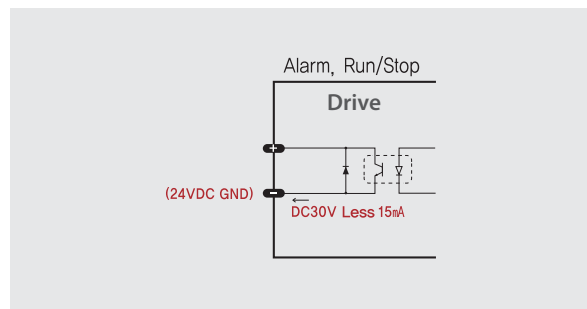 Alarm, Run/Stop
Drive
+
(24VDC GND) -
DC30V Less 15mA